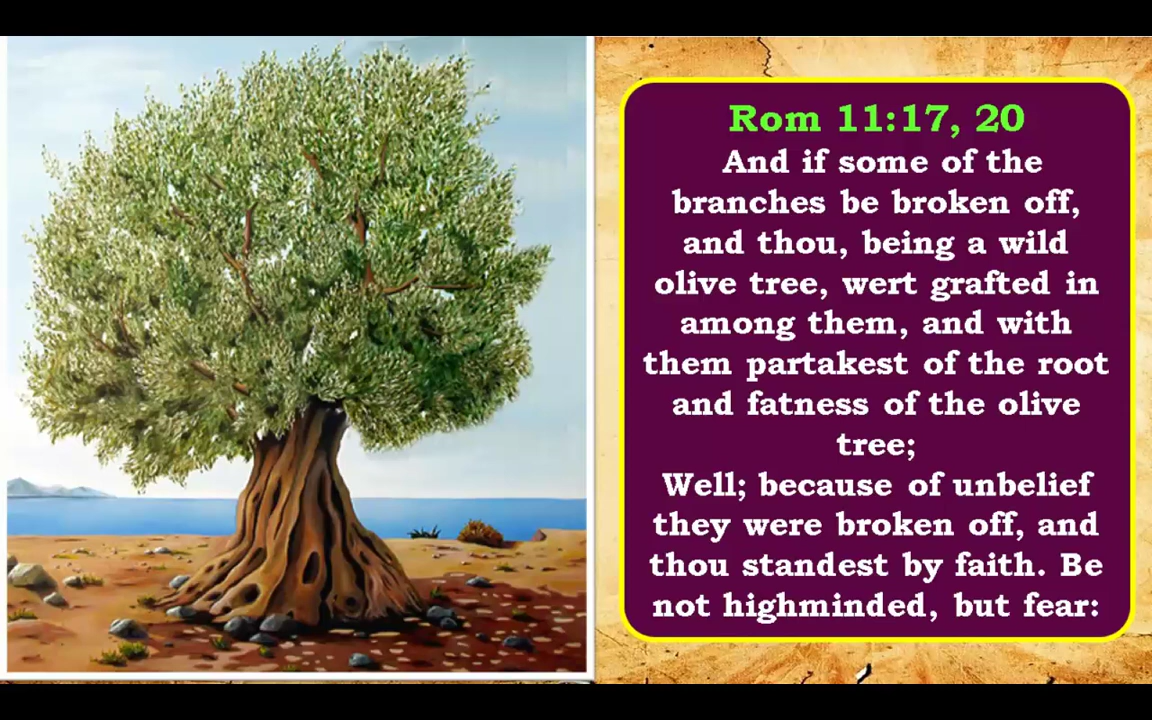 Rom 11:17, 20
And if some of the
branches be broken off,
and thou, being a wild
olive tree, wert grafted in
among them, and with
them partakest of the root
and fatness of the olive
tree;
Well; because of unbelief
they were broken off, and
thou standest by faith. Be
not highminded, but fear: